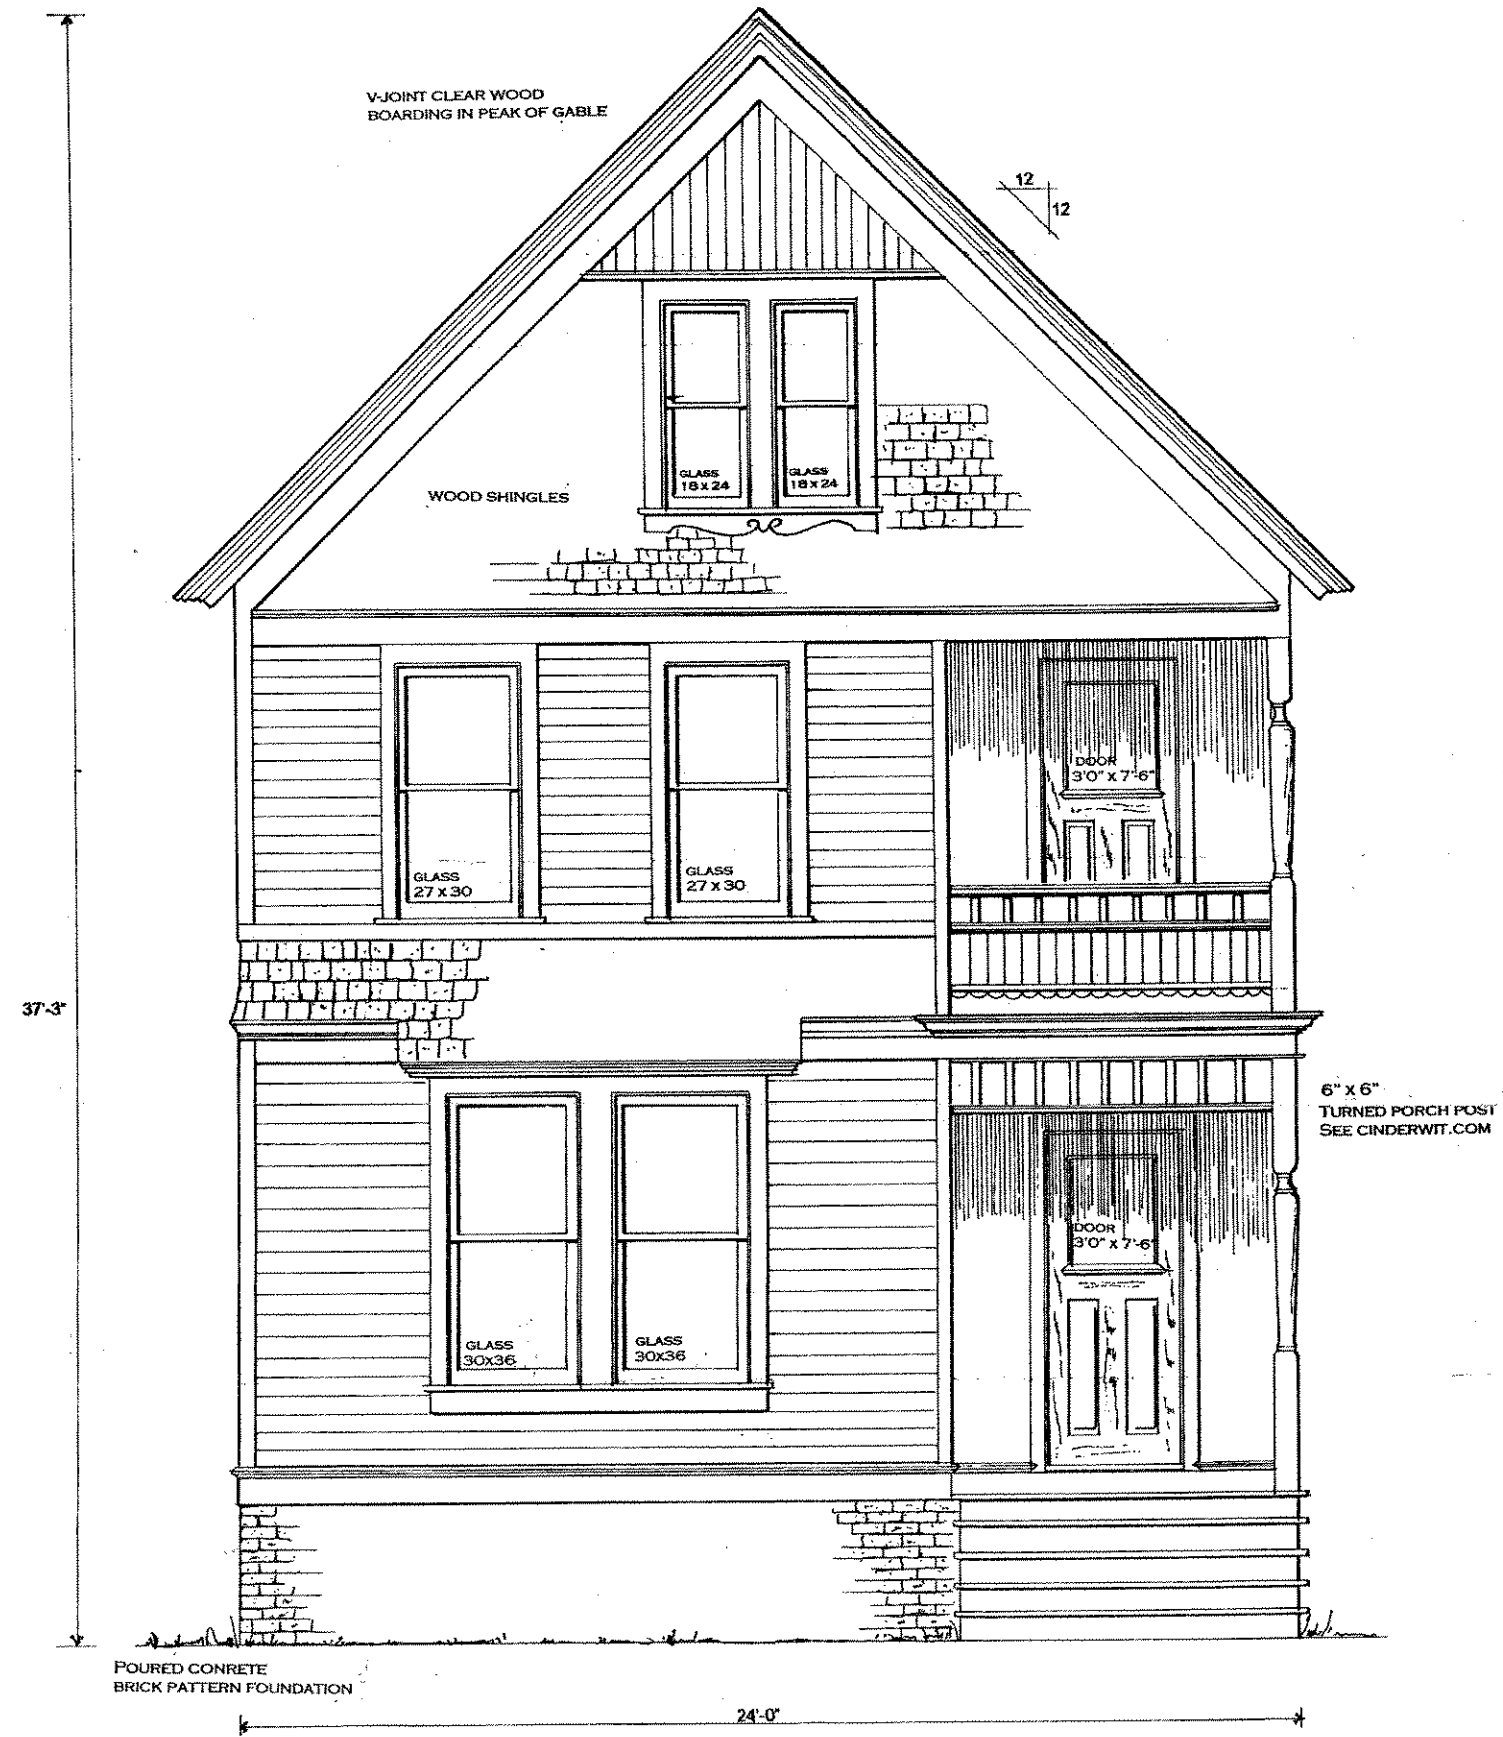 V-JOINT CLEAR WOOD
BOARDING IN PEAK OF GABLE
12
12
GLASS
18 X 24
GLASS
18 X 24
WOOD SHINGLES
DOOR
3'0" X 7'-6"
GLASS
27 X 30
GLASS
27 X 30
37'-3"
6" X 6"
TURNED PORCH POST
SEE CINDERWIT.COM
DOOR
3'0" X 7'-6"
GLASS
30X36
GLASS
30X36
POURED CONRETE
BRICK PATTERN FOUNDATION
24'-0"